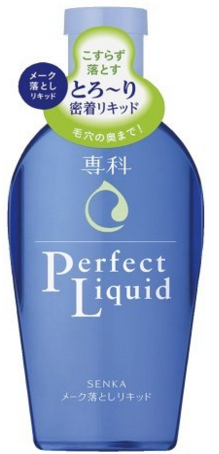 こすらず
落とす
とろ～り
密着リキッド
毛穴の奥まで！
メーク
落とし
リキッド
専科
Perfect
Liquid
SENKA
メーク落としリキッド